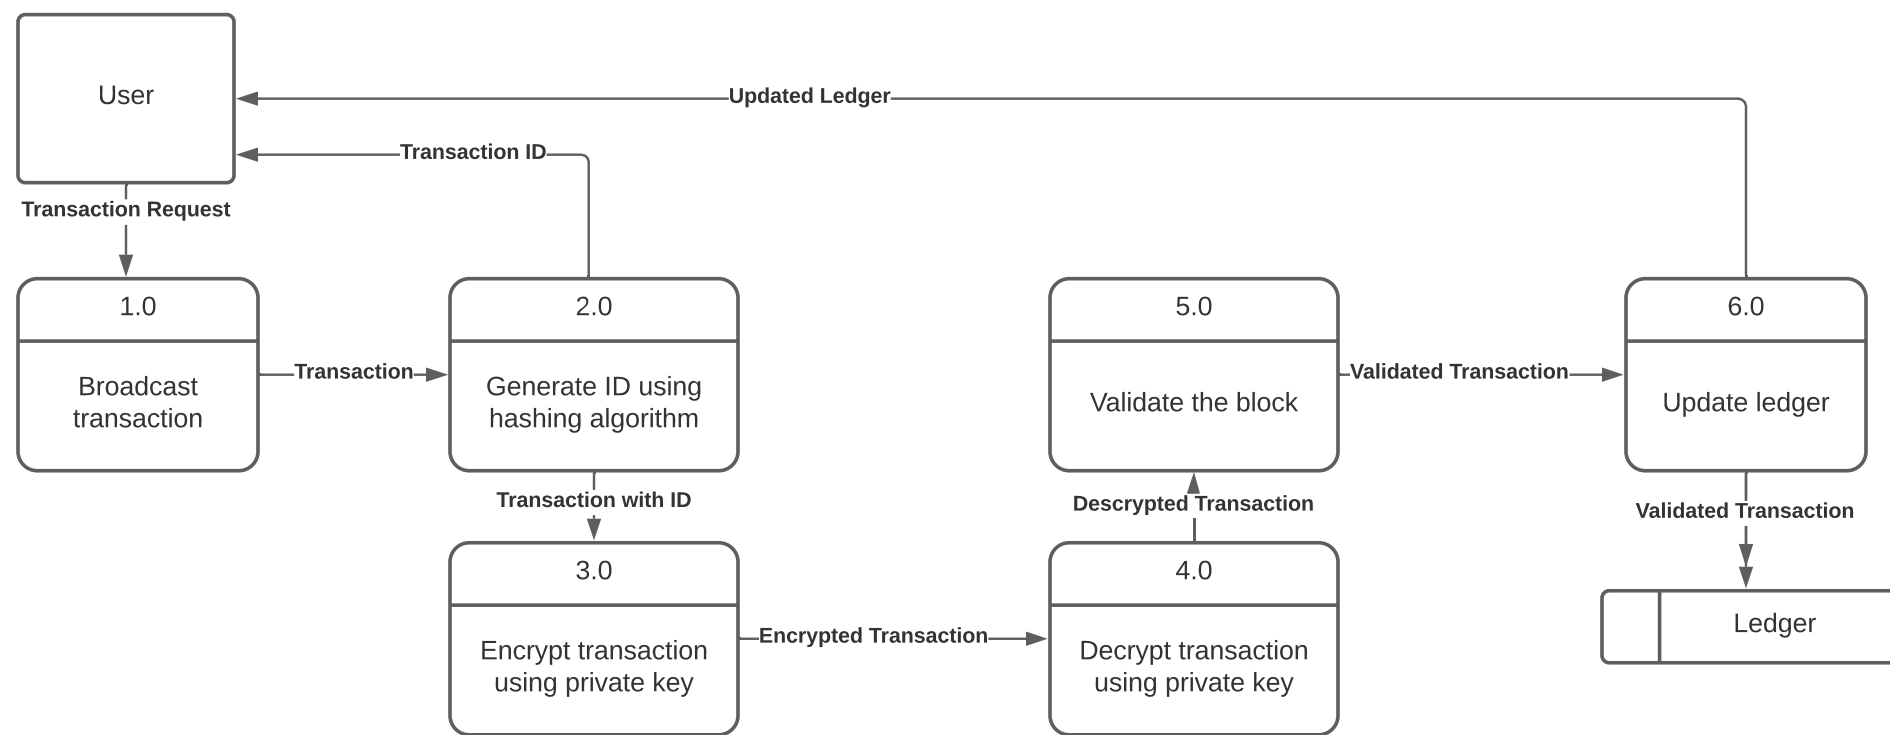 User
Updated Ledger
Transaction ID
Transaction Request
1.0
Broadcast
transaction
Transaction
2.0
Generate ID using
hashing algorithm
Transaction with ID
3.0
Encrypt transaction
using private key
Encrypted Transaction
4.0
Decrypt transaction
using private key
Descrypted Transaction
5.0
Validate the block
Validated Transaction
6.0
Update ledger
Validated Transaction
Ledger